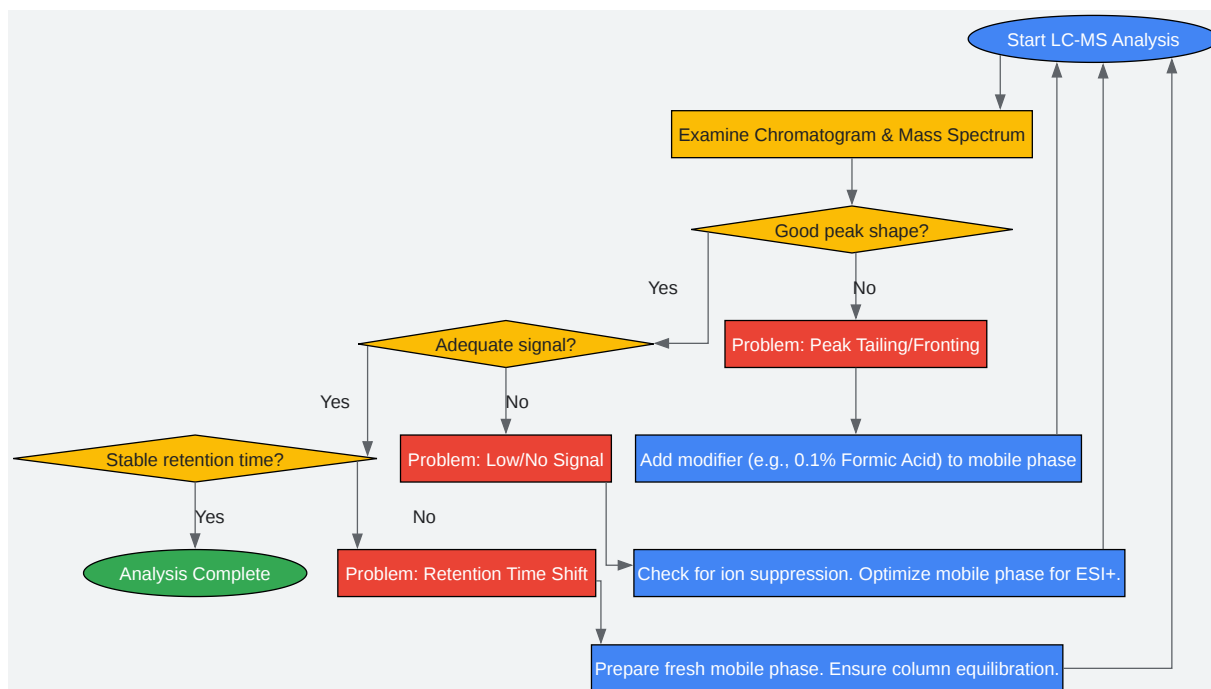 Start LC-MS Analysis
Examine Chromatogram & Mass Spectrum
Good peak shape?
Yes
No
Adequate signal?
Problem: Peak Tailing/Fronting
Yes
No
Stable retention time?
Problem: Low/No Signal
Add modifier (e.g., 0.1% Formic Acid) to mobile phase
Yes
No
Analysis Complete
Problem: Retention Time Shift
Check for ion suppression. Optimize mobile phase for ESI+.
Prepare fresh mobile phase. Ensure column equilibration.